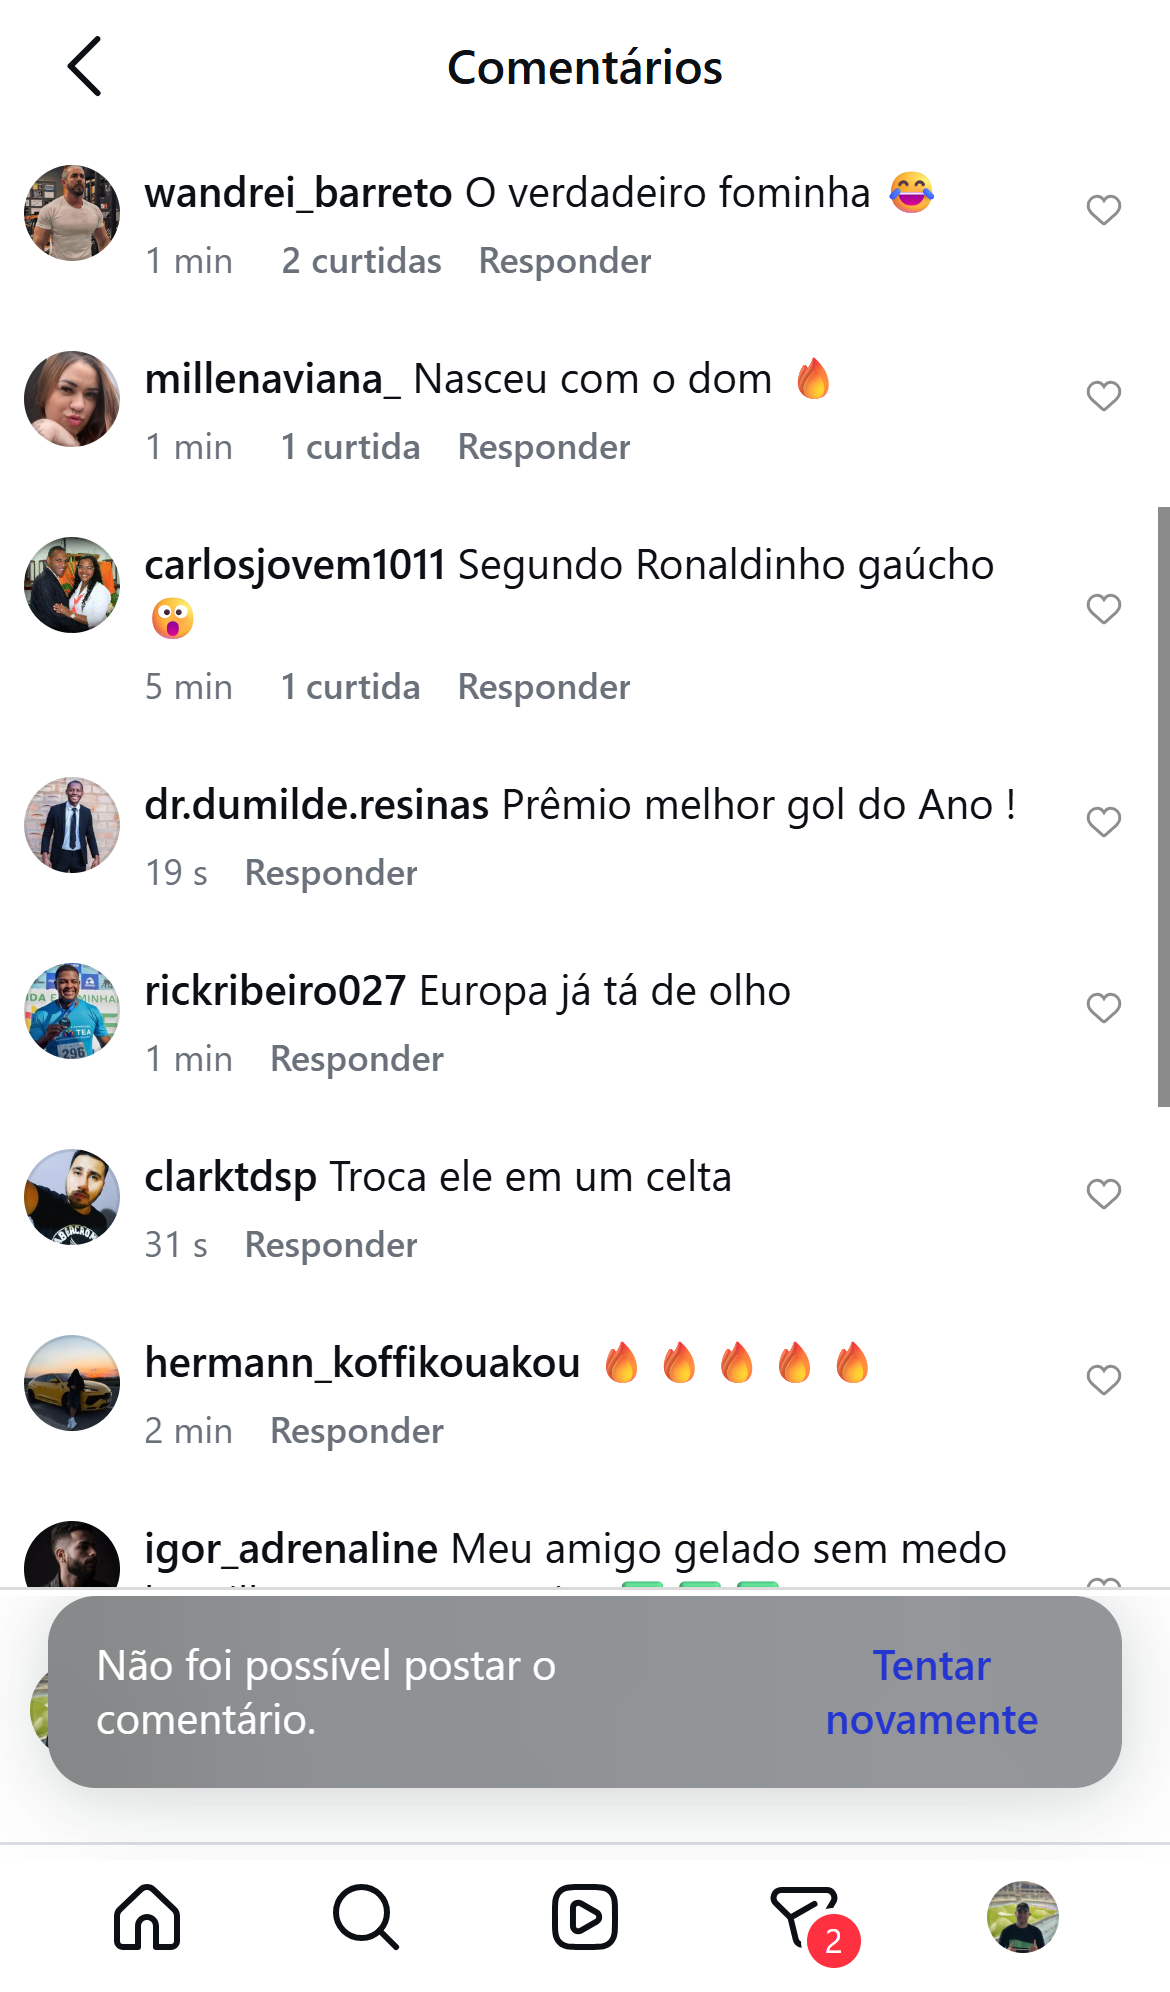 Comentários
wandrei_barreto O verdadeiro fominha 😂
1 min 2 curtidas Responder
millenaviana_ Nasceu com o dom 🔥
1 min 1 curtida Responder
carlosjovem1011 Segundo Ronaldinho gaúcho
😲
5 min 1 curtida Responder
dr.dumilde.resinas Prêmio melhor gol do Ano !
19 s Responder
rickribeiro027 Europa já tá de olho
1 min Responder
clarktdsp Troca ele em um celta
31 s Responder
hermann_koffikouakou 🔥🔥🔥🔥🔥
2 min Responder
igor_adrenaline Meu amigo gelado sem medo
Não foi possível postar o
comentário.
Tentar
novamente
2